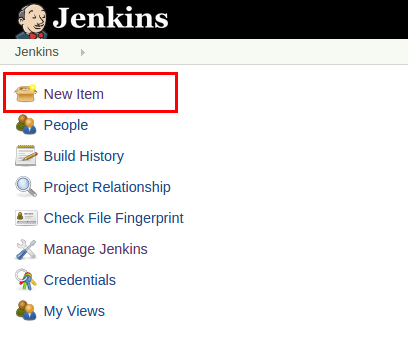 Jenkins
Jenkins
New Item
People
Build History
Project Relationship
Check File Fingerprint
Manage Jenkins
Credentials
My Views